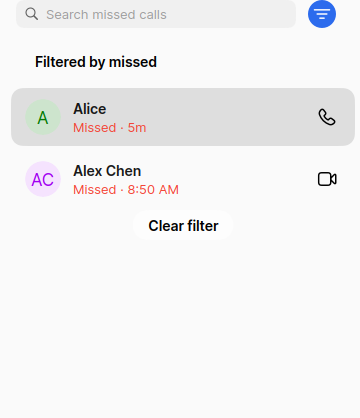 Search missed calls
Filtered by missed
A
Alice
Missed · 5m
AC
Alex Chen
Missed · 8:50 AM
Clear filter